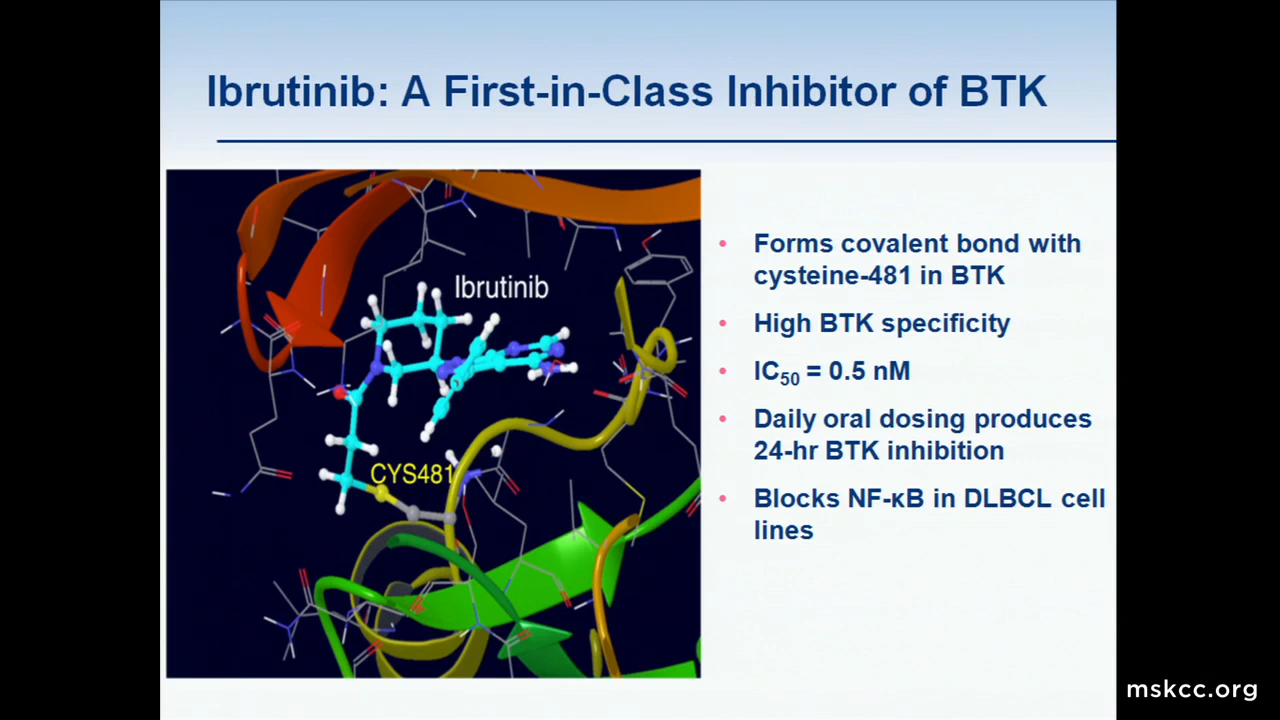 Ibrutinib: A First-in-Class Inhibitor of BTK
Ibrutinib
CYS481
• Forms covalent bond with
cysteine-481 in BTK
• High BTK specificity
• IC50 = 0.5 nM
• Daily oral dosing produces
24-hr BTK inhibition
• Blocks NF-κB in DLBCL cell
lines
mskcc.org